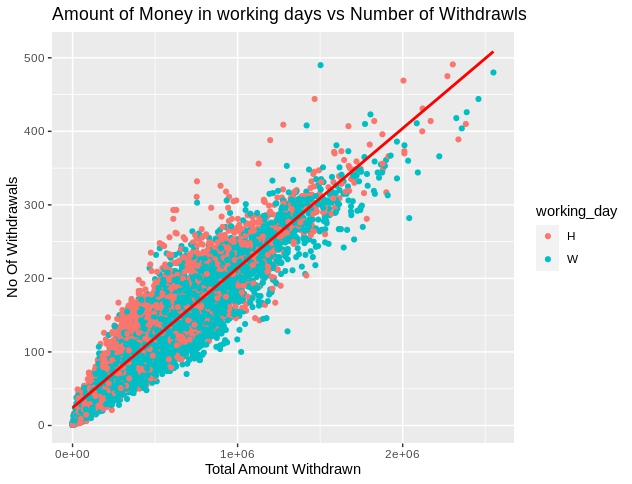 Amount of Money in working days vs Number of Withdrawls
No Of Withdrawals
500
400
300
200
100
0
0e+00
1e+06
2e+06
Total Amount Withdrawn
working_day
H
W